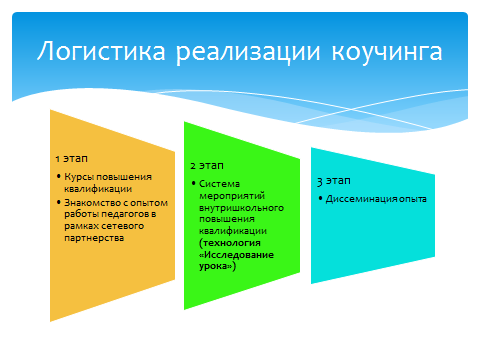 Логистика реализации коучинга
1 этап
• Курсы повышения
квалификации
• Знакомство с опытом
работы педагогов в
рамках сетевого
партнерства
2 этап
• Система
мероприятий
внутришкольного
повышения
квалификации
(технология
«Исследование
урока»)
3 этап
• Диссеминация опыта